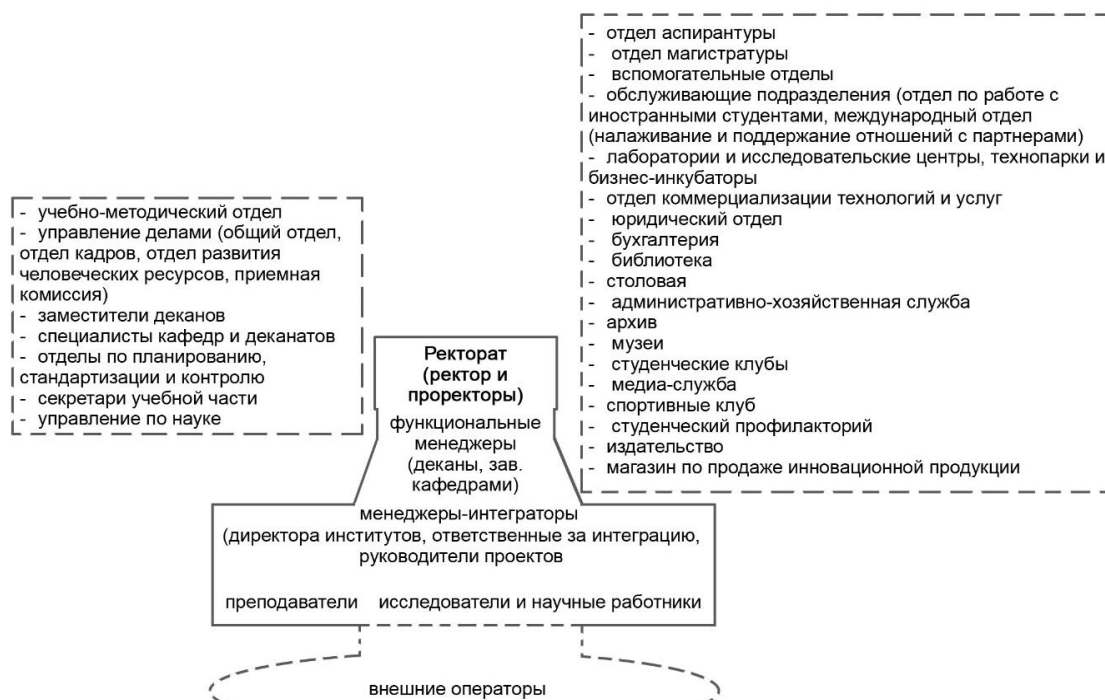 - отдел аспирантуры
- отдел магистратуры
- вспомогательные отделы
- обслуживающие подразделения (отдел по работе с
иностранными студентами, международный отдел
(налаживание и поддержание отношений с партнерами)
- лаборатории и исследовательские центры, технопарки и
бизнес-инкубаторы
- отдел коммерциализации технологий и услуг
- юридический отдел
- бухгалтерия
- библиотека
- столовая
- административно-хозяйственная служба
- архив
- музеи
- студенческие клубы
- медиа-служба
- спортивные клуб
- студенческий профилакторий
- издательство
- магазин по продаже инновационной продукции
- учебно-методический отдел
- управление делами (общий отдел,
отдел кадров, отдел развития
человеческих ресурсов, приемная
комиссия)
- заместители деканов
- специалисты кафедр и деканатов
- отделы по планированию,
стандартизации и контролю
- секретари учебной части
- управление по науке
Ректорат
(ректор и
проректоры)
функциональные
менеджеры
(деканы, зав.
кафедрами)
менеджеры-интеграторы
(директора институтов, ответственные за интеграцию,
руководители проектов
преподаватели исследователи и научные работники
внешние операторы